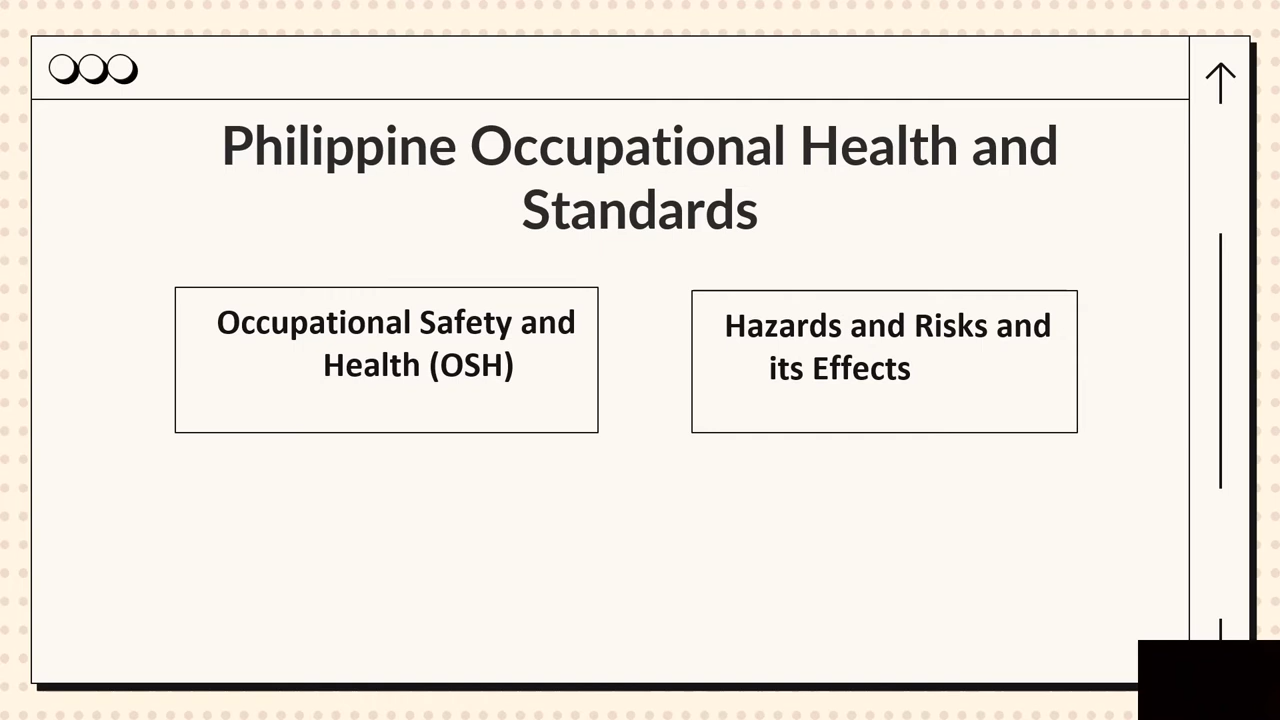 Philippine Occupational Health and
Standards
Occupational Safety and
Health (OSH)
Hazards and Risks and
its Effects